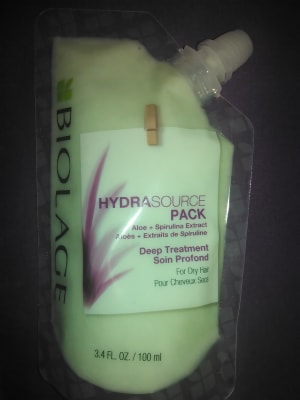 BIOLAGE
HYDRASOURCE
PACK
Aloe + Spirulina Extract
Aloès + Extraits de Spiruline
Deep Treatment
Soin Profond
For Dry Hair
Pour Cheveux Secs
3.4 FL. OZ. / 100 ml